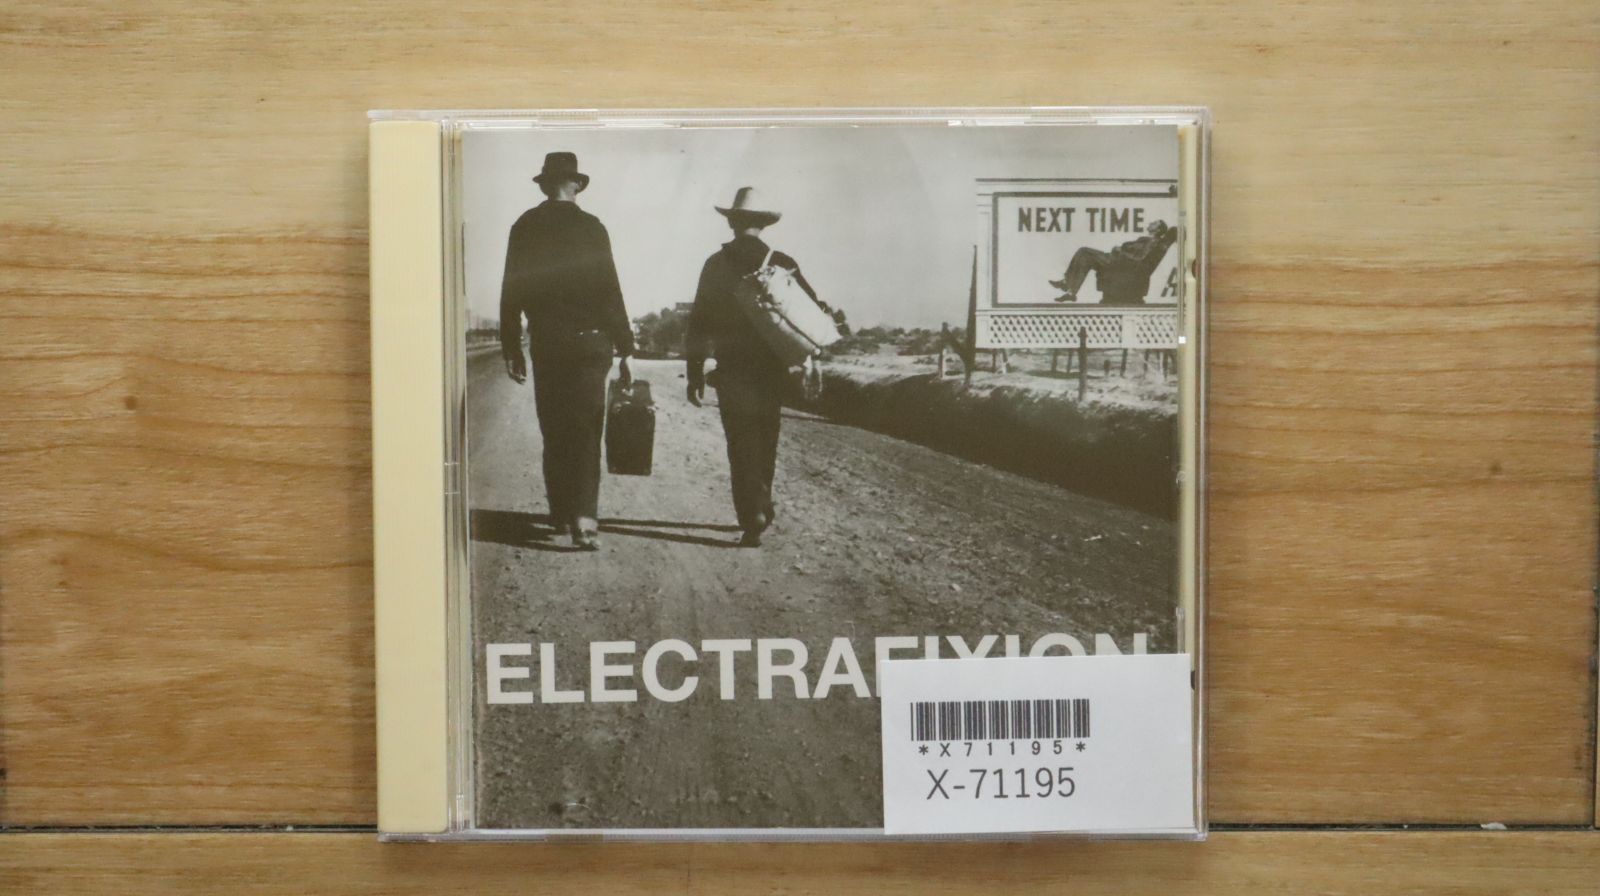 NEXT TIME
ELECTRAFIXION
*X71195*
X-71195